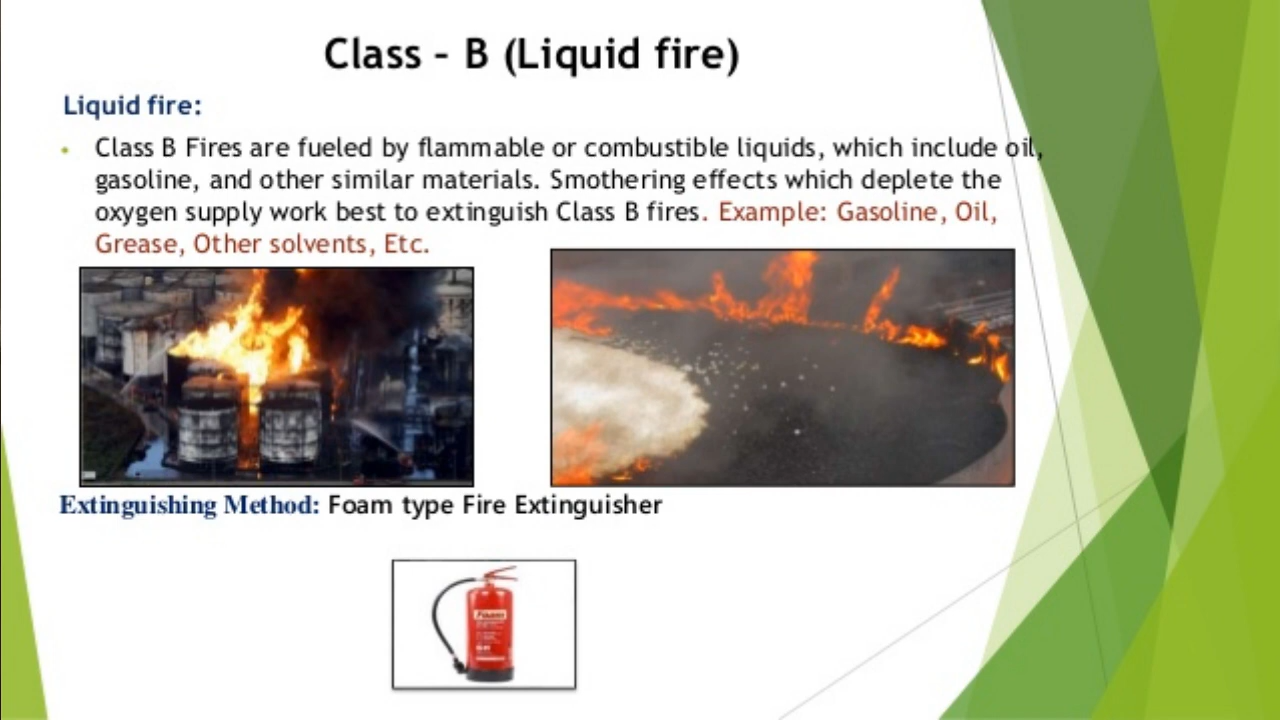 Class – B (Liquid fire)
Liquid fire:
• Class B Fires are fueled by flammable or combustible liquids, which include oil,
gasoline, and other similar materials. Smothering effects which deplete the
oxygen supply work best to extinguish Class B fires. Example: Gasoline, Oil,
Grease, Other solvents, Etc.
Extinguishing Method: Foam type Fire Extinguisher